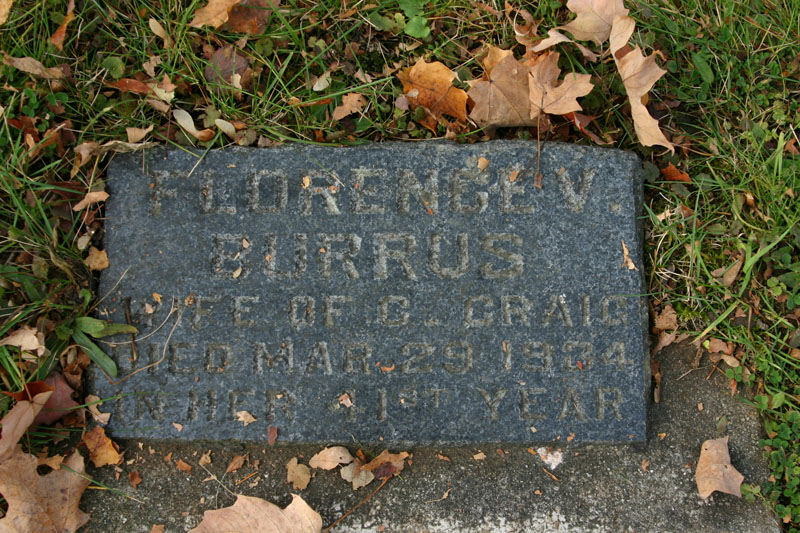 FLORENCE V.
BURRUS
WIFE OF C. CRAIG
DIED MAR. 29 1934
IN HER 41ST YEAR